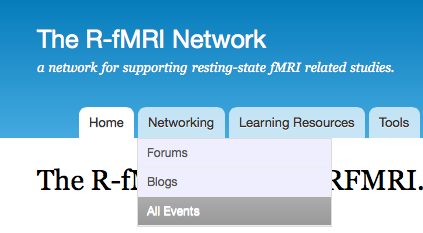 The R-fMRI Network
a network for supporting resting-state fMRI related studies.
Home Networking Learning Resources Tools
Forums
Blogs
The R-f RFMRI.
All Events